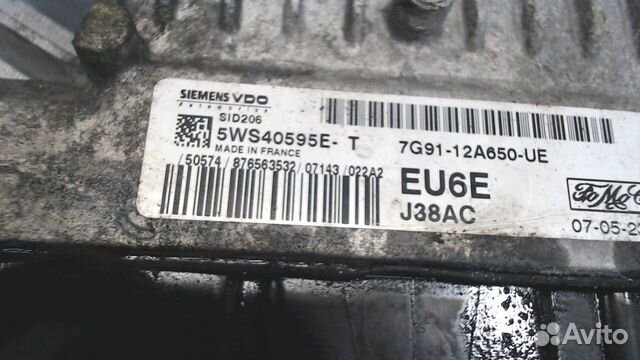 SIEMENS VDO
Automotive
SID206
5WS40595E- T
MADE IN FRANCE
/50574 / 876563532 /07143 /022A2
7G91-12A650-UE
EU6E
J38AC
07-05-2
Avito